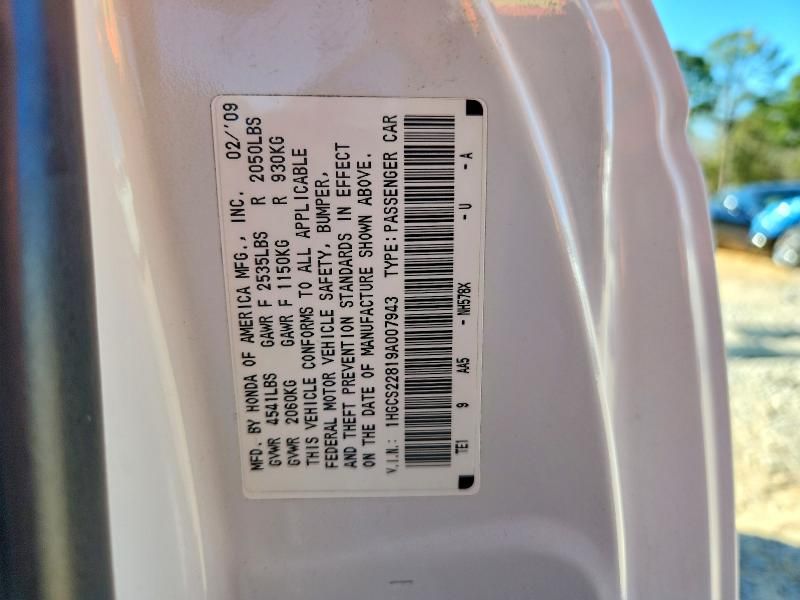 MFD. BY HONDA OF AMERICA MFG., INC. 02/'09
GVWR 4541LBS GAWR F 2535LBS R 2050LBS
GVWR 2060KG GAWR F 1150KG R 930KG
THIS VEHICLE CONFORMS TO ALL APPLICABLE
FEDERAL MOTOR VEHICLE SAFETY, BUMPER,
AND THEFT PREVENTION STANDARDS IN EFFECT
ON THE DATE OF MANUFACTURE SHOWN ABOVE.
V.I.N.: 1HGCS22819A007943 TYPE:PASSENGER CAR
TE1 9 AA5 - NH578X - U - A